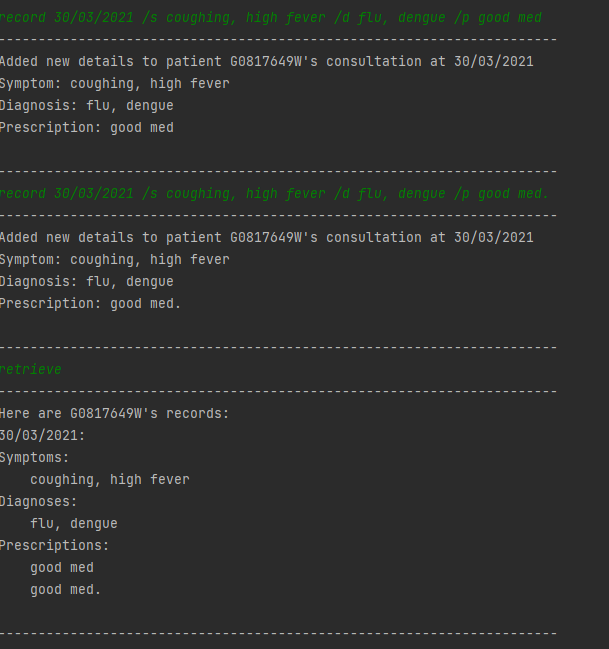 record 30/03/2021 /s coughing, high fever /d flu, dengue /p good med
----------------------------------------------------------------------
Added new details to patient G0817649W's consultation at 30/03/2021
Symptom: coughing, high fever
Diagnosis: flu, dengue
Prescription: good med
----------------------------------------------------------------------
record 30/03/2021 /s coughing, high fever /d flu, dengue /p good med.
----------------------------------------------------------------------
Added new details to patient G0817649W's consultation at 30/03/2021
Symptom: coughing, high fever
Diagnosis: flu, dengue
Prescription: good med.
----------------------------------------------------------------------
retrieve
----------------------------------------------------------------------
Here are G0817649W's records:
30/03/2021:
Symptoms:
    coughing, high fever
Diagnoses:
    flu, dengue
Prescriptions:
    good med
    good med.
----------------------------------------------------------------------